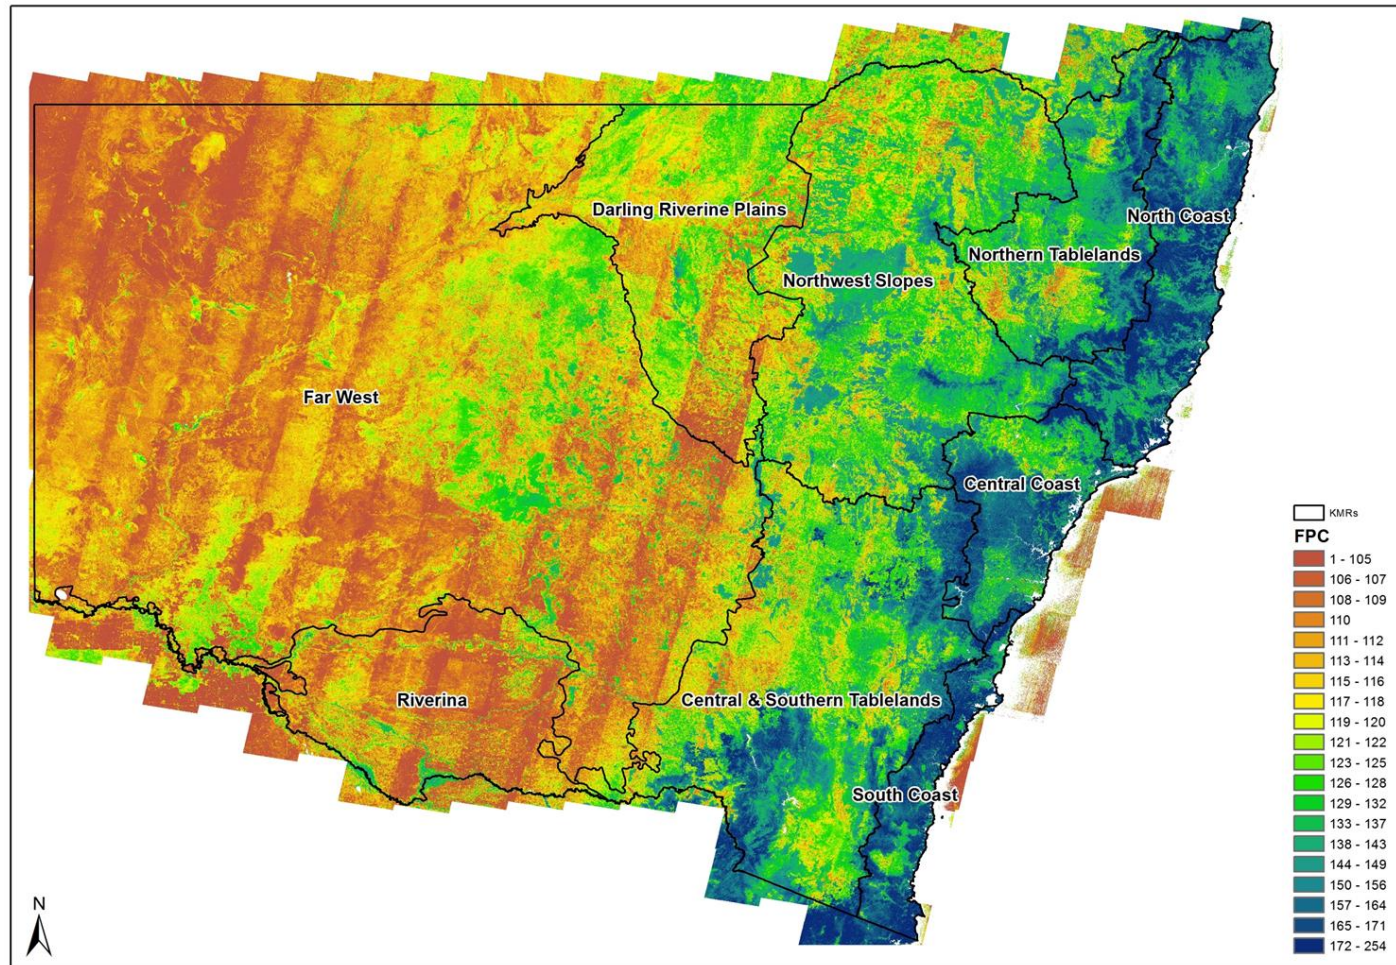 North Coast
Darling Riverine Plains
Northern Tablelands
Northwest Slopes
Far West
Central Coast
Riverina
Central & Southern Tablelands
South Coast
N
KMRs
FPC
1 - 105
106 - 107
108 - 109
110
111 - 112
113 - 114
115 - 116
117 - 118
119 - 120
121 - 122
123 - 125
126 - 128
129 - 132
133 - 137
138 - 143
144 - 149
150 - 156
157 - 164
165 - 171
172 - 254